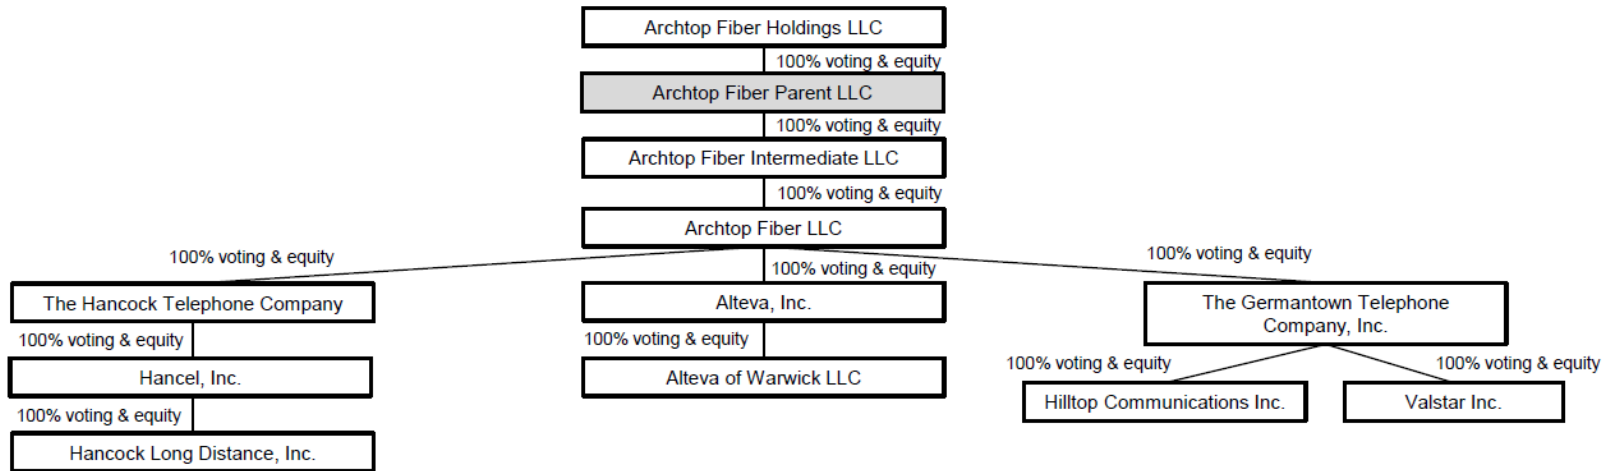 Archtop Fiber Holdings LLC
100% voting & equity
Archtop Fiber Parent LLC
100% voting & equity
Archtop Fiber Intermediate LLC
100% voting & equity
Archtop Fiber LLC
100% voting & equity
100% voting & equity
100% voting & equity
The Hancock Telephone Company
Alteva, Inc.
The Germantown Telephone
Company, Inc.
100% voting & equity
100% voting & equity
100% voting & equity
100% voting & equity
Hancel, Inc.
Alteva of Warwick LLC
Hilltop Communications Inc.
Valstar Inc.
100% voting & equity
Hancock Long Distance, Inc.